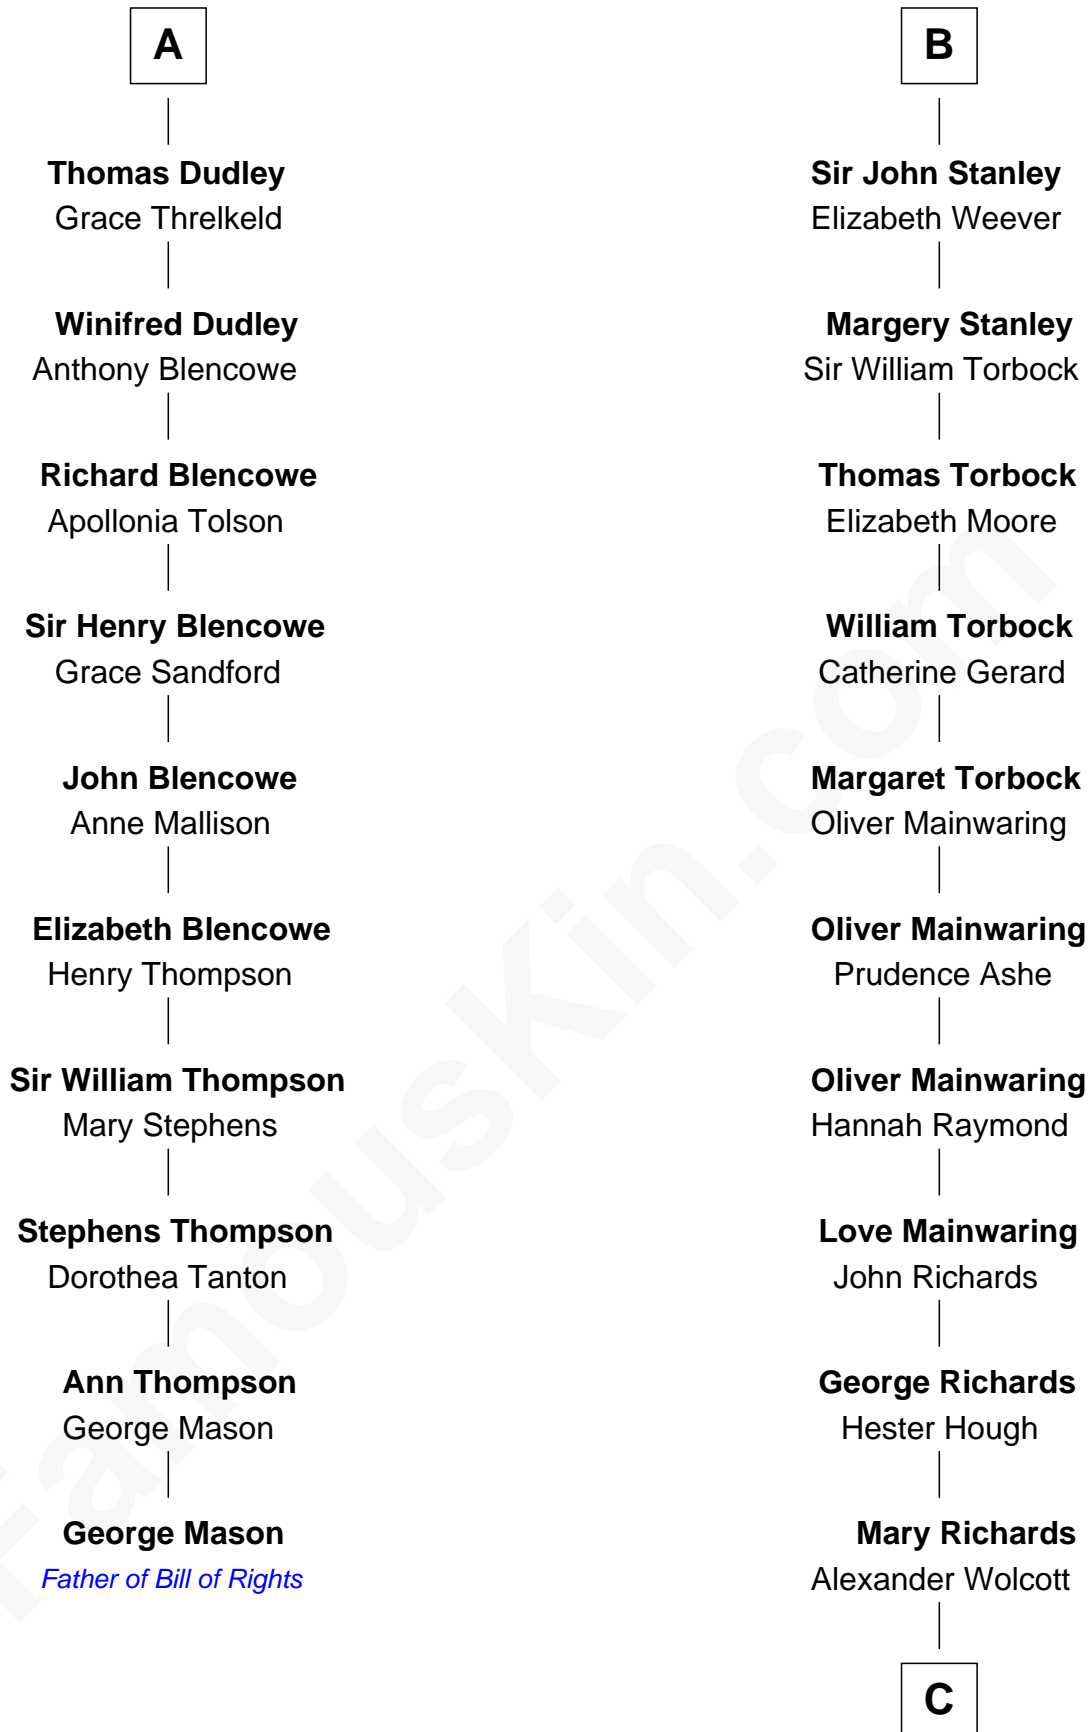 A
Thomas Dudley
Grace Threlkeld
Winifred Dudley
Anthony Blencowe
Richard Blencowe
Apollonia Tolson
Sir Henry Blencowe
Grace Sandford
John Blencowe
Anne Mallison
Elizabeth Blencowe
Henry Thompson
Sir William Thompson
Mary Stephens
Stephens Thompson
Dorothea Tanton
Ann Thompson
George Mason
George Mason
Father of Bill of Rights
B
Sir John Stanley
Elizabeth Weever
Margery Stanley
Sir William Torbock
Thomas Torbock
Elizabeth Moore
William Torbock
Catherine Gerard
Margaret Torbock
Oliver Mainwaring
Oliver Mainwaring
Prudence Ashe
Oliver Mainwaring
Hannah Raymond
Love Mainwaring
John Richards
George Richards
Hester Hough
Mary Richards
Alexander Wolcott
C
FamousKin.com